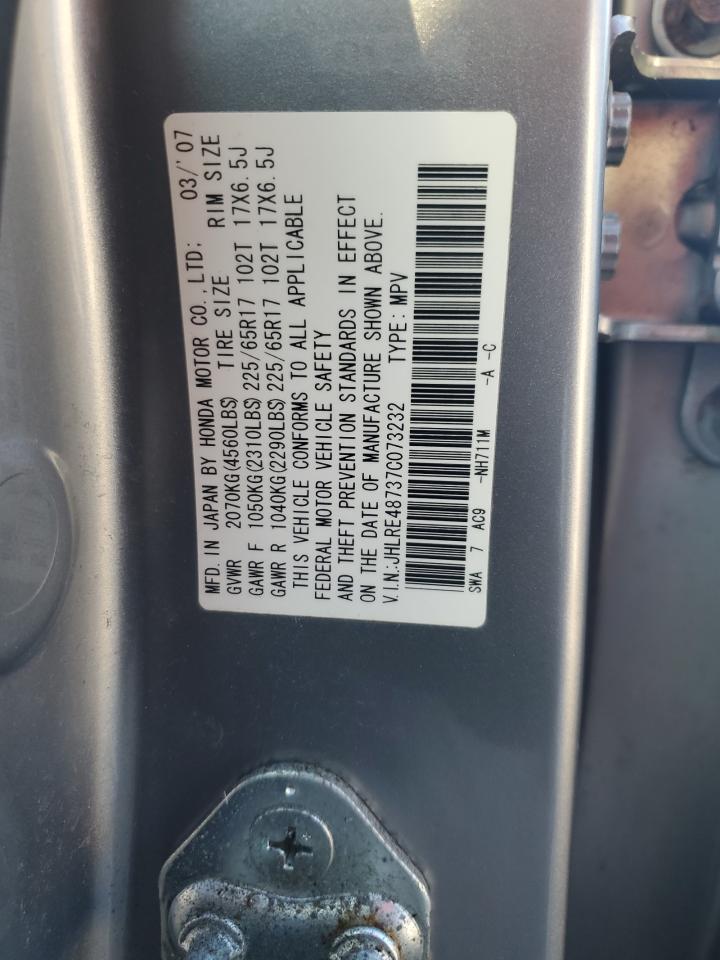 MFD. IN JAPAN BY HONDA MOTOR CO., LTD: 03/'07
GVWR 2070KG(4560LBS) TIRE SIZE RIM SIZE
GAWR F 1050KG(2310LBS) 225/65R17 102T 17X6.5J
GAWR R 1040KG(2290LBS) 225/65R17 102T 17X6.5J
THIS VEHICLE CONFORMS TO ALL APPLICABLE
FEDERAL MOTOR VEHICLE SAFETY
AND THEFT PREVENTION STANDARDS IN EFFECT
ON THE DATE OF MANUFACTURE SHOWN ABOVE.
V.I.N.:JHLRE48737C073232 TYPE: MPV
SWA 7 AC9 -NH711M -A -C